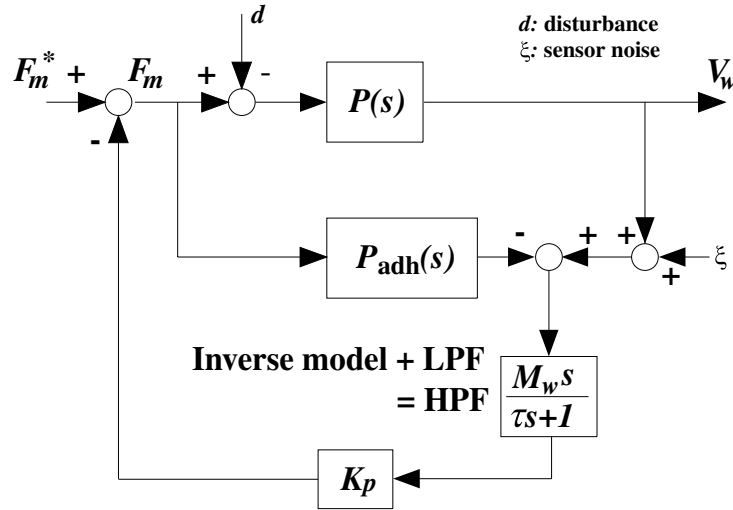 d
d: disturbance
ξ: sensor noise
F_m^* + F_m + - P(s) V_w
-
P_adh(s) - + + + ξ
Inverse model + LPF
= HPF
M_w s
τs+1
K_p